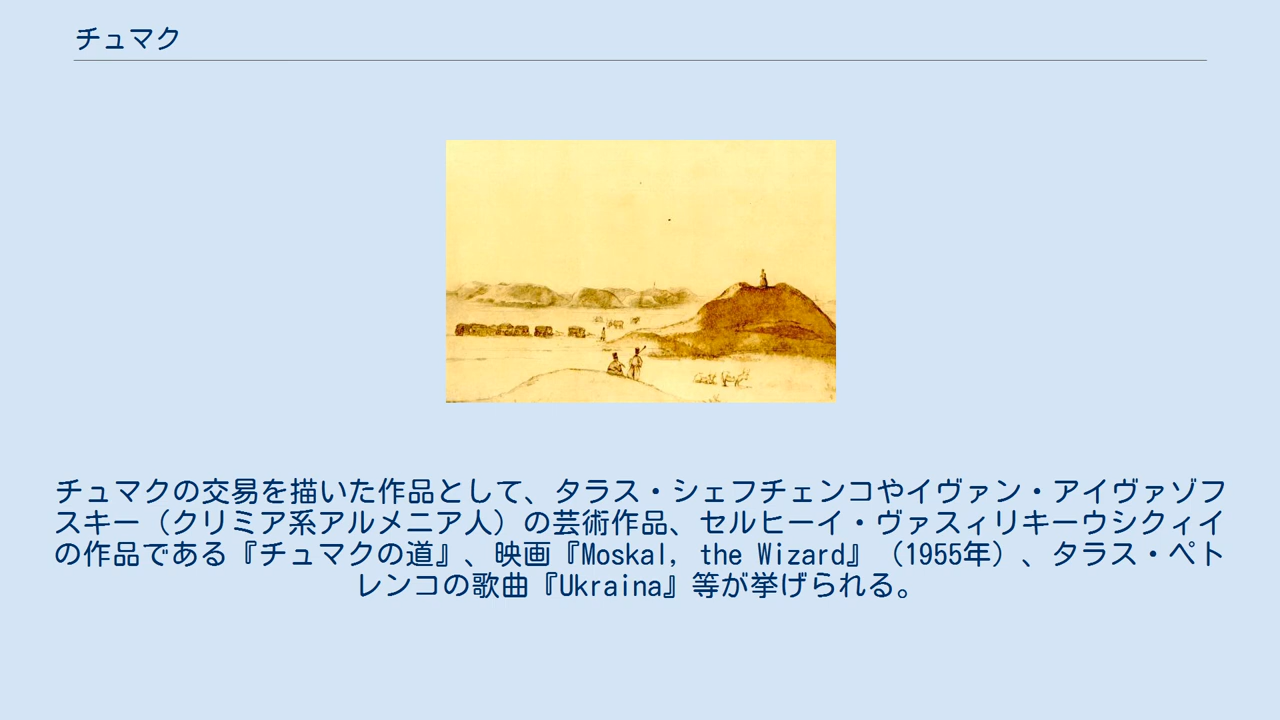 チュマク
チュマクの交易を描いた作品として、タラス・シェフチェンコやイヴァン・アイヴァゾフ
スキー（クリミア系アルメニア人）の芸術作品、セルヒーイ・ヴァスィリキーウシクィイ
の作品である『チュマクの道』、映画『Moskal, the Wizard』（1955年）、タラス・ペト
レンコの歌曲『Ukraina』等が挙げられる。